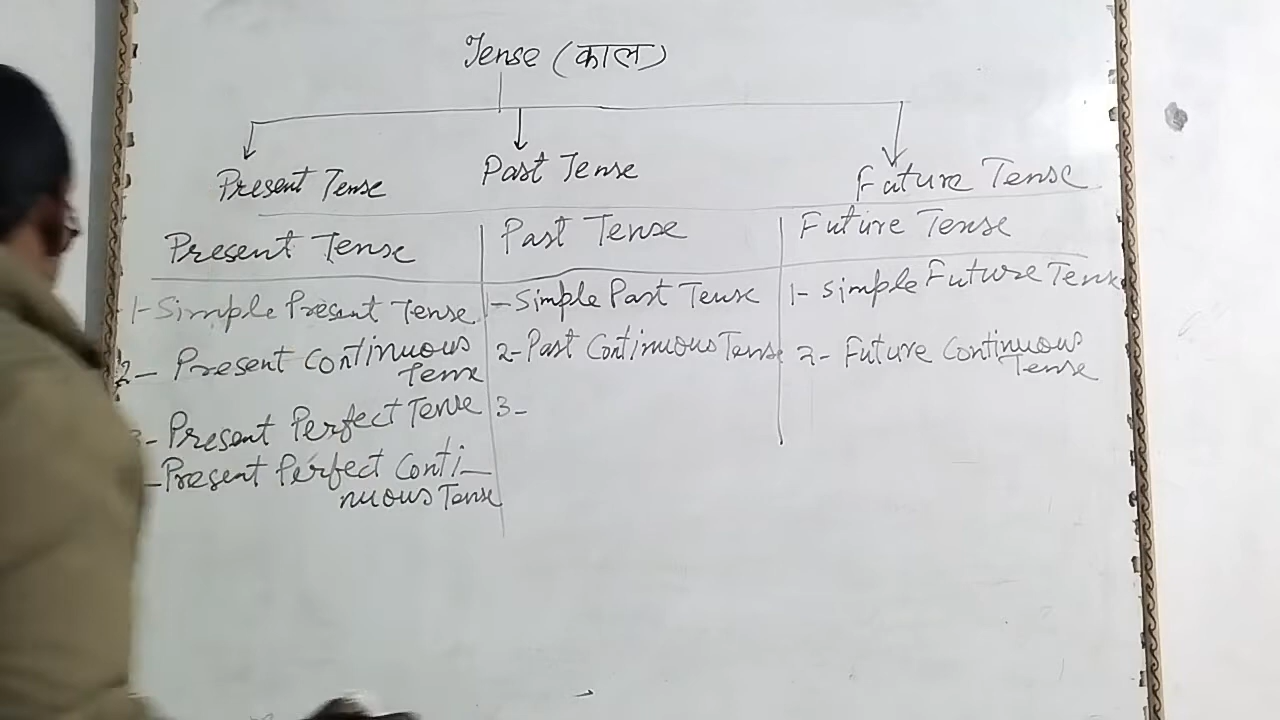 Tense (काल)
Present Tense
Past Tense
Future Tense
Present Tense
Past Tense
Future Tense
1-Simple Present Tense
2- Present Continuous
Tense
3- Present Perfect Tense
-Present Perfect Conti-
nuous Tense
1-Simple Past Tense
2-Past Continuous Tense
3-
1- Simple Future Tense
2- Future Continuous
Tense